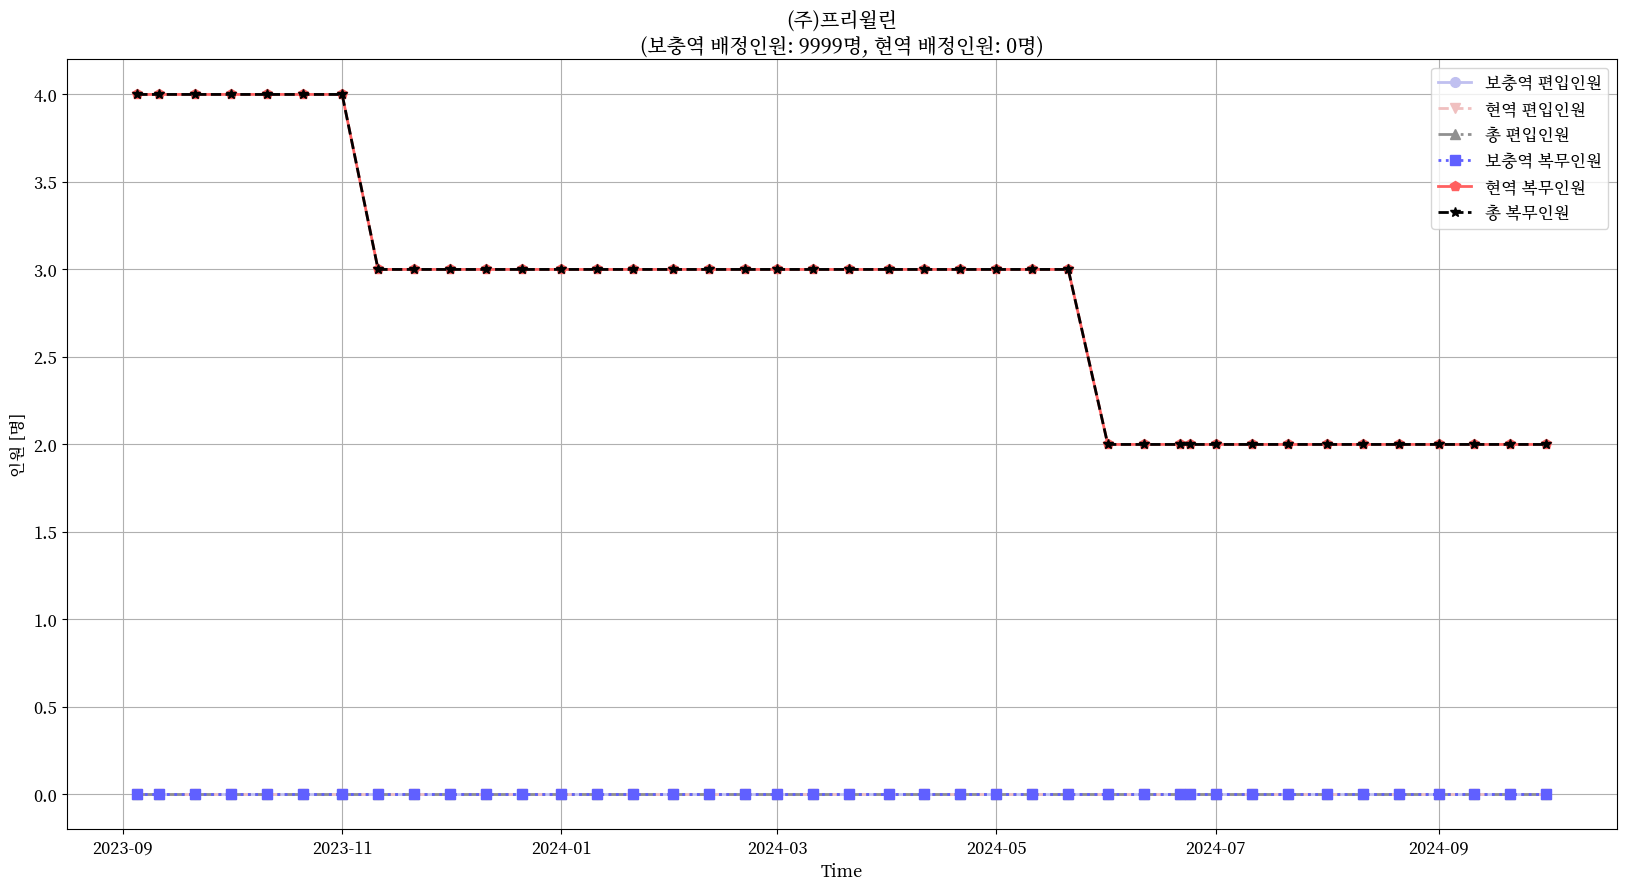 (주)프리윌린
(보충역 배정인원: 9999명, 현역 배정인원: 0명)
보충역 편입인원
현역 편입인원
총 편입인원
보충역 복무인원
현역 복무인원
총 복무인원
4.0
3.5
3.0
2.5
2.0
1.5
1.0
0.5
0.0
인원 [명]
2023-09 2023-11 2024-01 2024-03 2024-05 2024-07 2024-09
Time